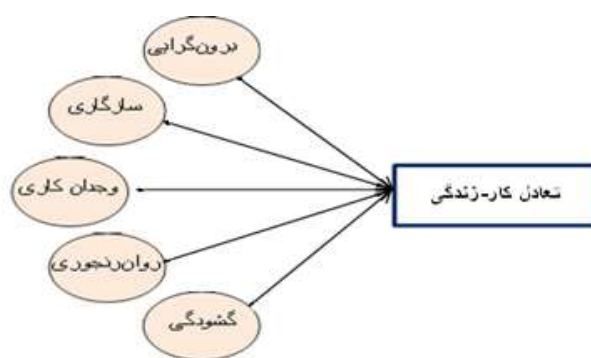 برون‌گرایی
سازگاری
وجدان کاری
تعادل کار-زندگی
روان‌رنجوری
گشودگی